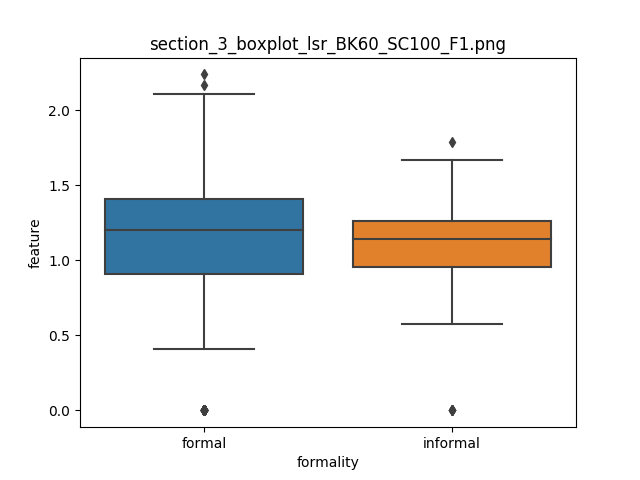 section_3_boxplot_lsr_BK60_SC100_F1.png
2.0
1.5
1.0
0.5
0.0
feature
formal
informal
formality